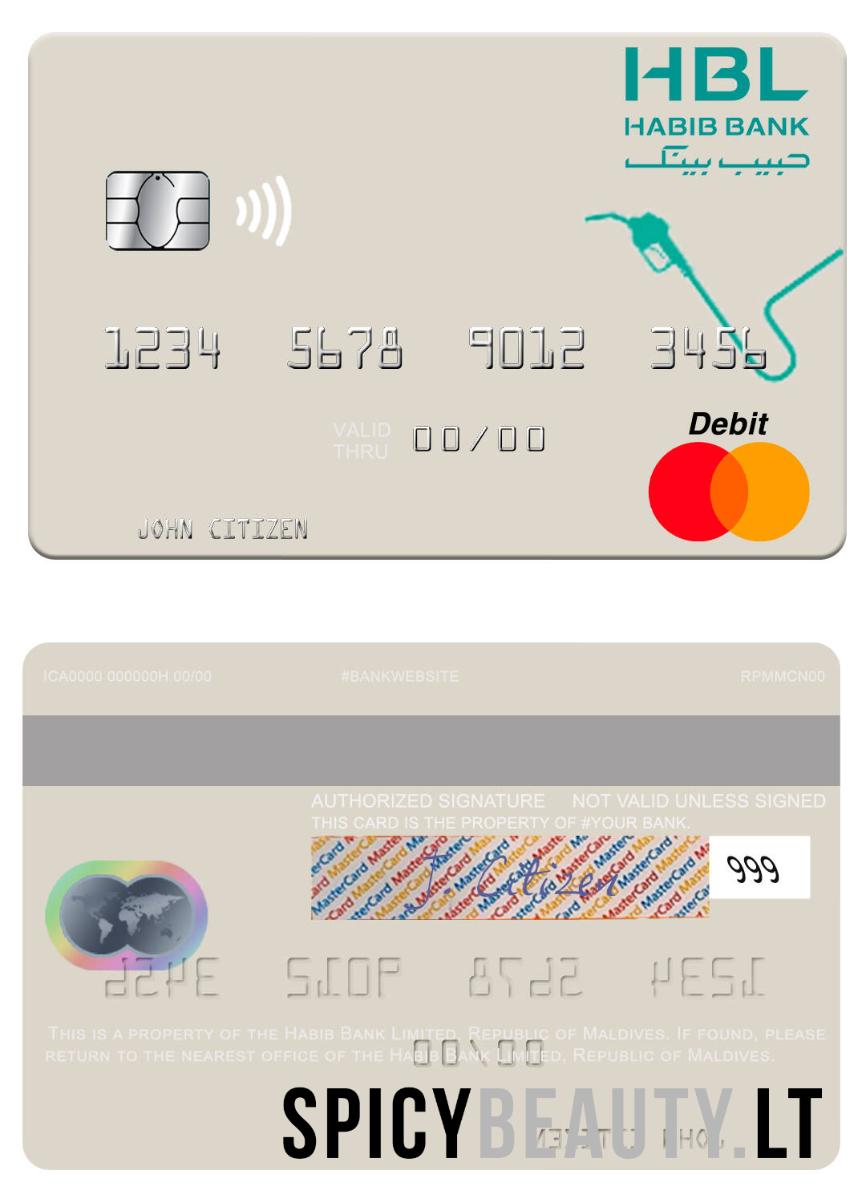 HBL
HABIB BANK
حبیب بینک
1234 5678 9012 3456
VALID
THRU
00/00
Debit
JOHN CITIZEN
ICA0000 000000H 00/00 #BANKWEBSITE RPMMCN00
AUTHORIZED SIGNATURE NOT VALID UNLESS SIGNED
THIS CARD IS THE PROPERTY OF #YOUR BANK.
MasterCard MasterCard MasterCard
J Citizen
999
THIS IS A PROPERTY OF THE HABIB BANK LIMITED, REPUBLIC OF MALDIVES. IF FOUND, PLEASE
RETURN TO THE NEAREST OFFICE OF THE HABIB BANK LIMITED, REPUBLIC OF MALDIVES.
SPICYBEAUTY.LT